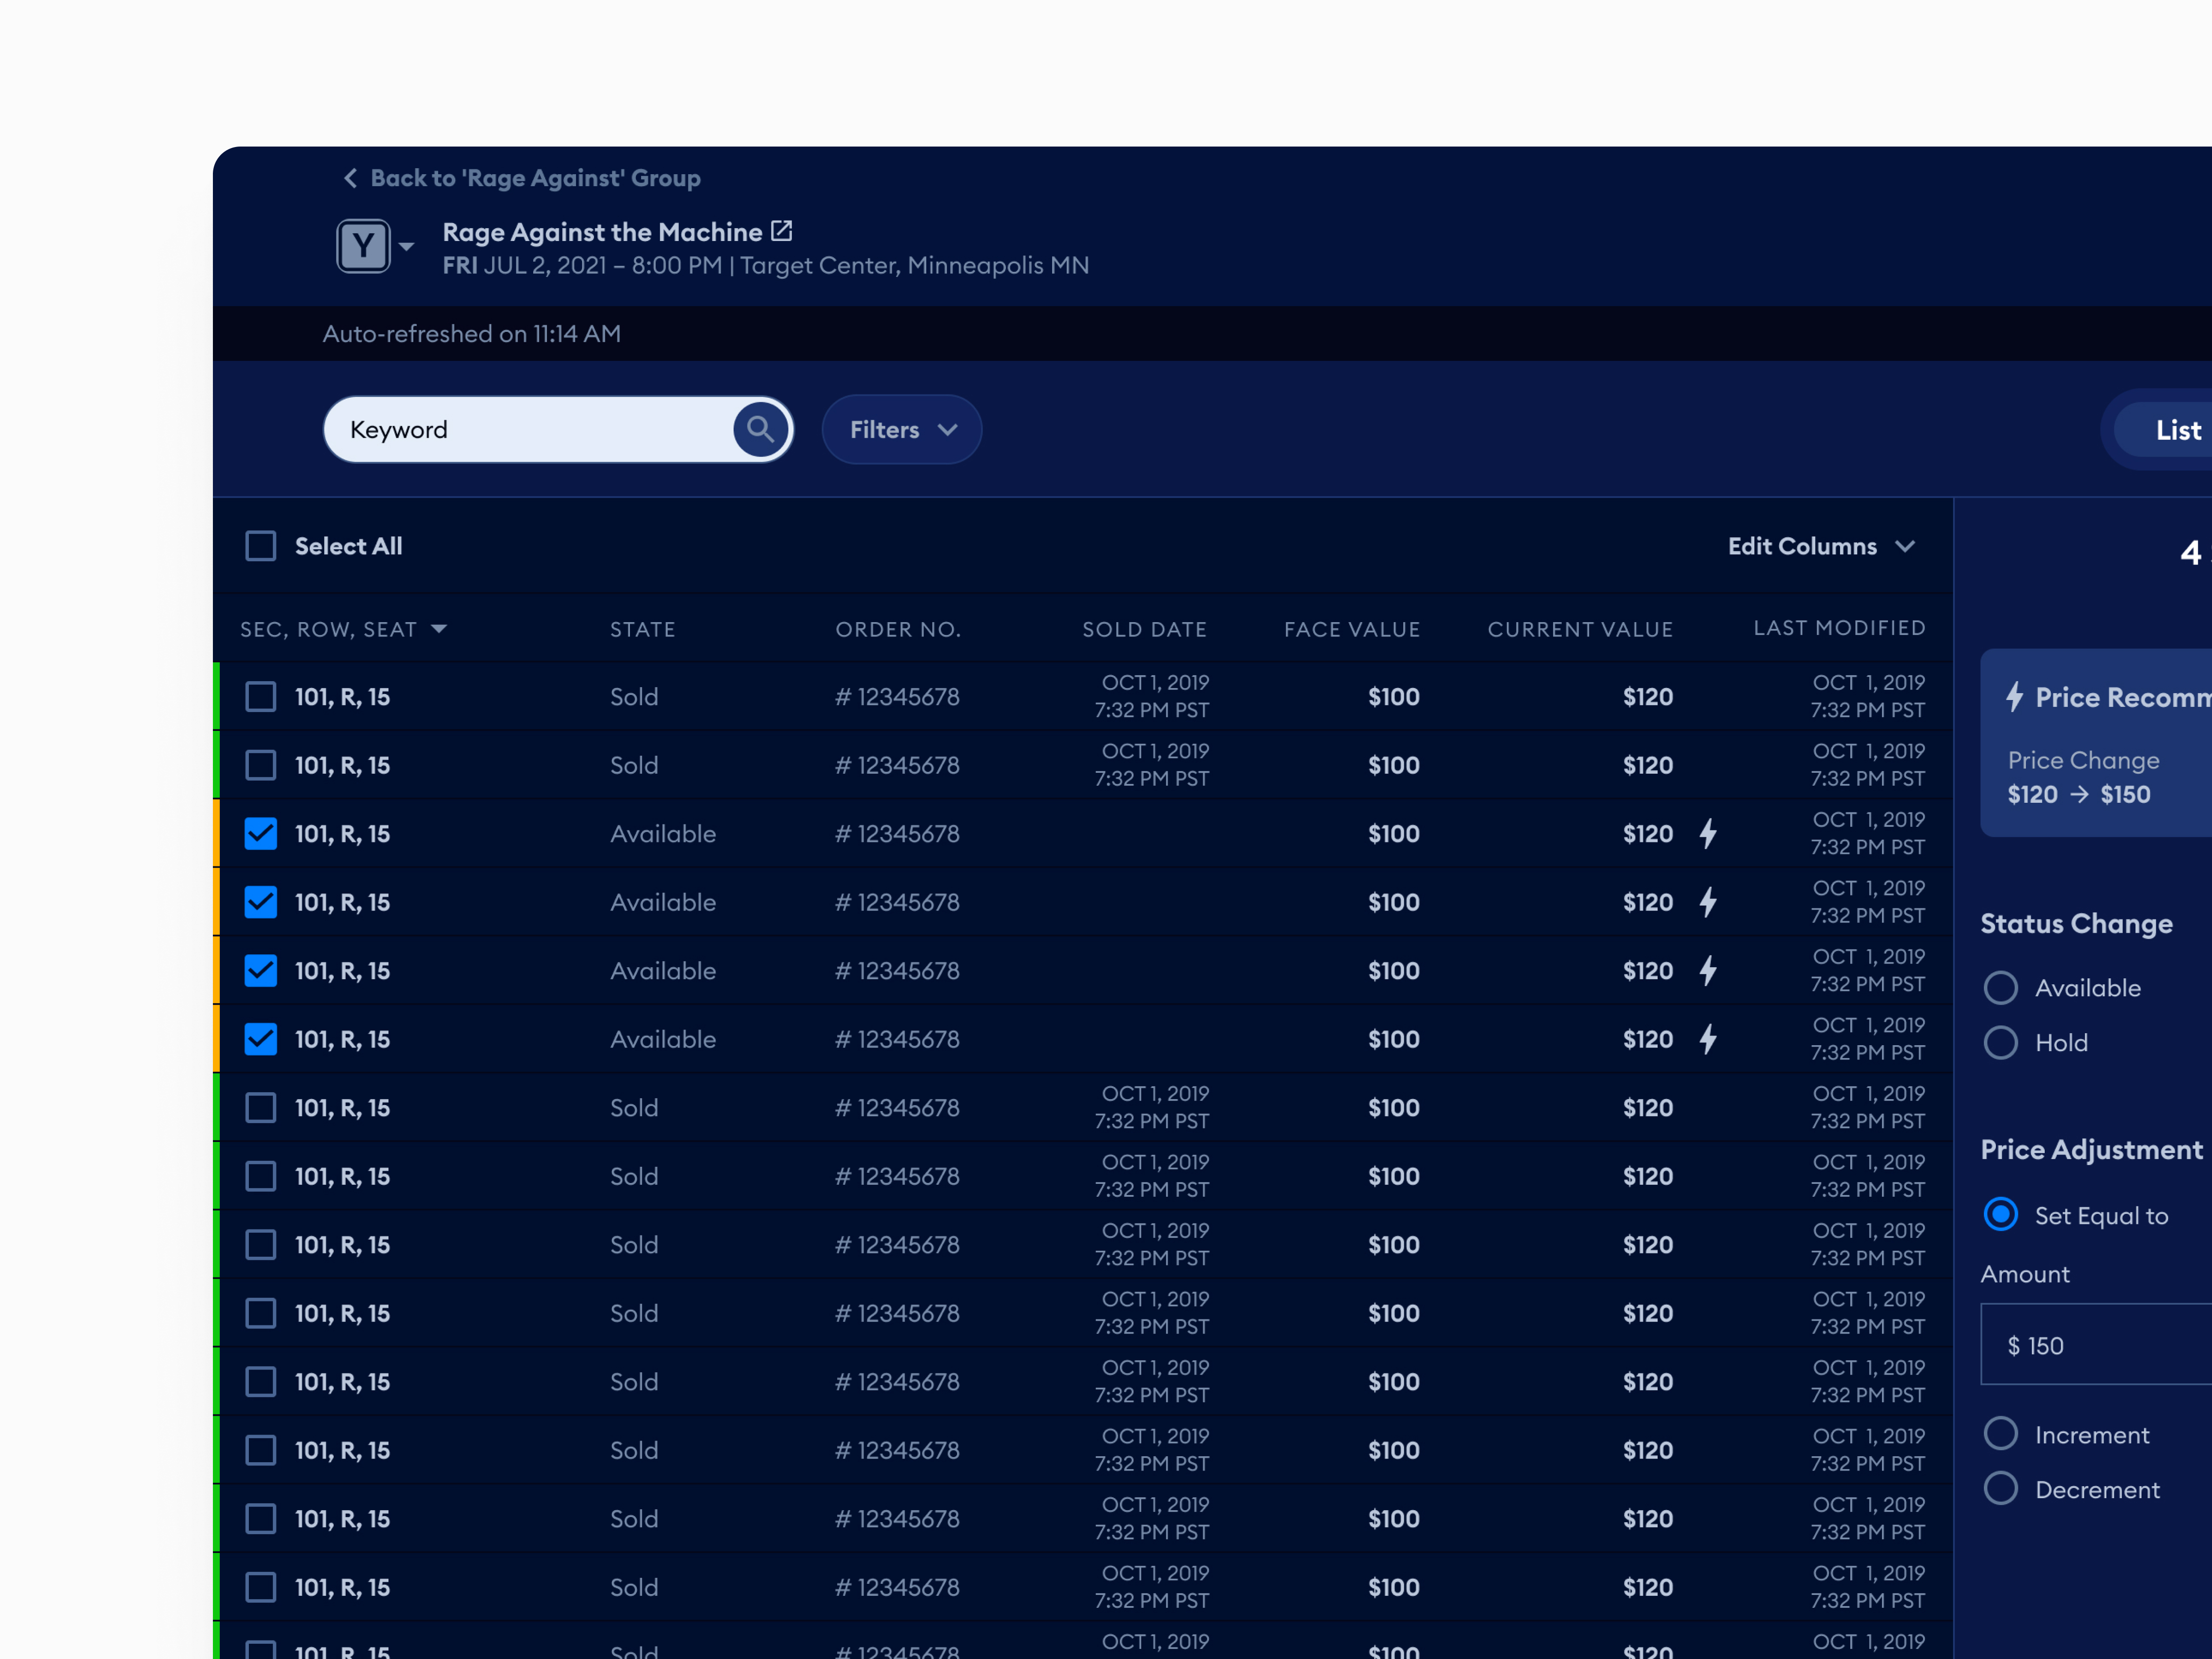 Back to 'Rage Against' Group
Y
Rage Against the Machine
FRI JUL 2, 2021 – 8:00 PM | Target Center, Minneapolis MN
Auto-refreshed on 11:14 AM
Keyword
Filters
List
Select All
Edit Columns
4
SEC, ROW, SEAT STATE ORDER NO. SOLD DATE FACE VALUE CURRENT VALUE LAST MODIFIED
101, R, 15 Sold # 12345678 OCT 1, 2019 7:32 PM PST $100 $120 OCT 1, 2019 7:32 PM PST
101, R, 15 Sold # 12345678 OCT 1, 2019 7:32 PM PST $100 $120 OCT 1, 2019 7:32 PM PST
101, R, 15 Available # 12345678 $100 $120 OCT 1, 2019 7:32 PM PST
101, R, 15 Available # 12345678 $100 $120 OCT 1, 2019 7:32 PM PST
101, R, 15 Available # 12345678 $100 $120 OCT 1, 2019 7:32 PM PST
101, R, 15 Available # 12345678 $100 $120 OCT 1, 2019 7:32 PM PST
101, R, 15 Sold # 12345678 OCT 1, 2019 7:32 PM PST $100 $120 OCT 1, 2019 7:32 PM PST
101, R, 15 Sold # 12345678 OCT 1, 2019 7:32 PM PST $100 $120 OCT 1, 2019 7:32 PM PST
101, R, 15 Sold # 12345678 OCT 1, 2019 7:32 PM PST $100 $120 OCT 1, 2019 7:32 PM PST
101, R, 15 Sold # 12345678 OCT 1, 2019 7:32 PM PST $100 $120 OCT 1, 2019 7:32 PM PST
101, R, 15 Sold # 12345678 OCT 1, 2019 7:32 PM PST $100 $120 OCT 1, 2019 7:32 PM PST
101, R, 15 Sold # 12345678 OCT 1, 2019 7:32 PM PST $100 $120 OCT 1, 2019 7:32 PM PST
101, R, 15 Sold # 12345678 OCT 1, 2019 7:32 PM PST $100 $120 OCT 1, 2019 7:32 PM PST
101, R, 15 Sold # 12345678 OCT 1, 2019 7:32 PM PST $100 $120 OCT 1, 2019 7:32 PM PST
101, R, 15 Sold # 12345678 OCT 1, 2019 $100 $120 OCT 1, 2019
Price Recomm
Price Change
$120 → $150
Status Change
Available
Hold
Price Adjustment
Set Equal to
Amount
$ 150
Increment
Decrement